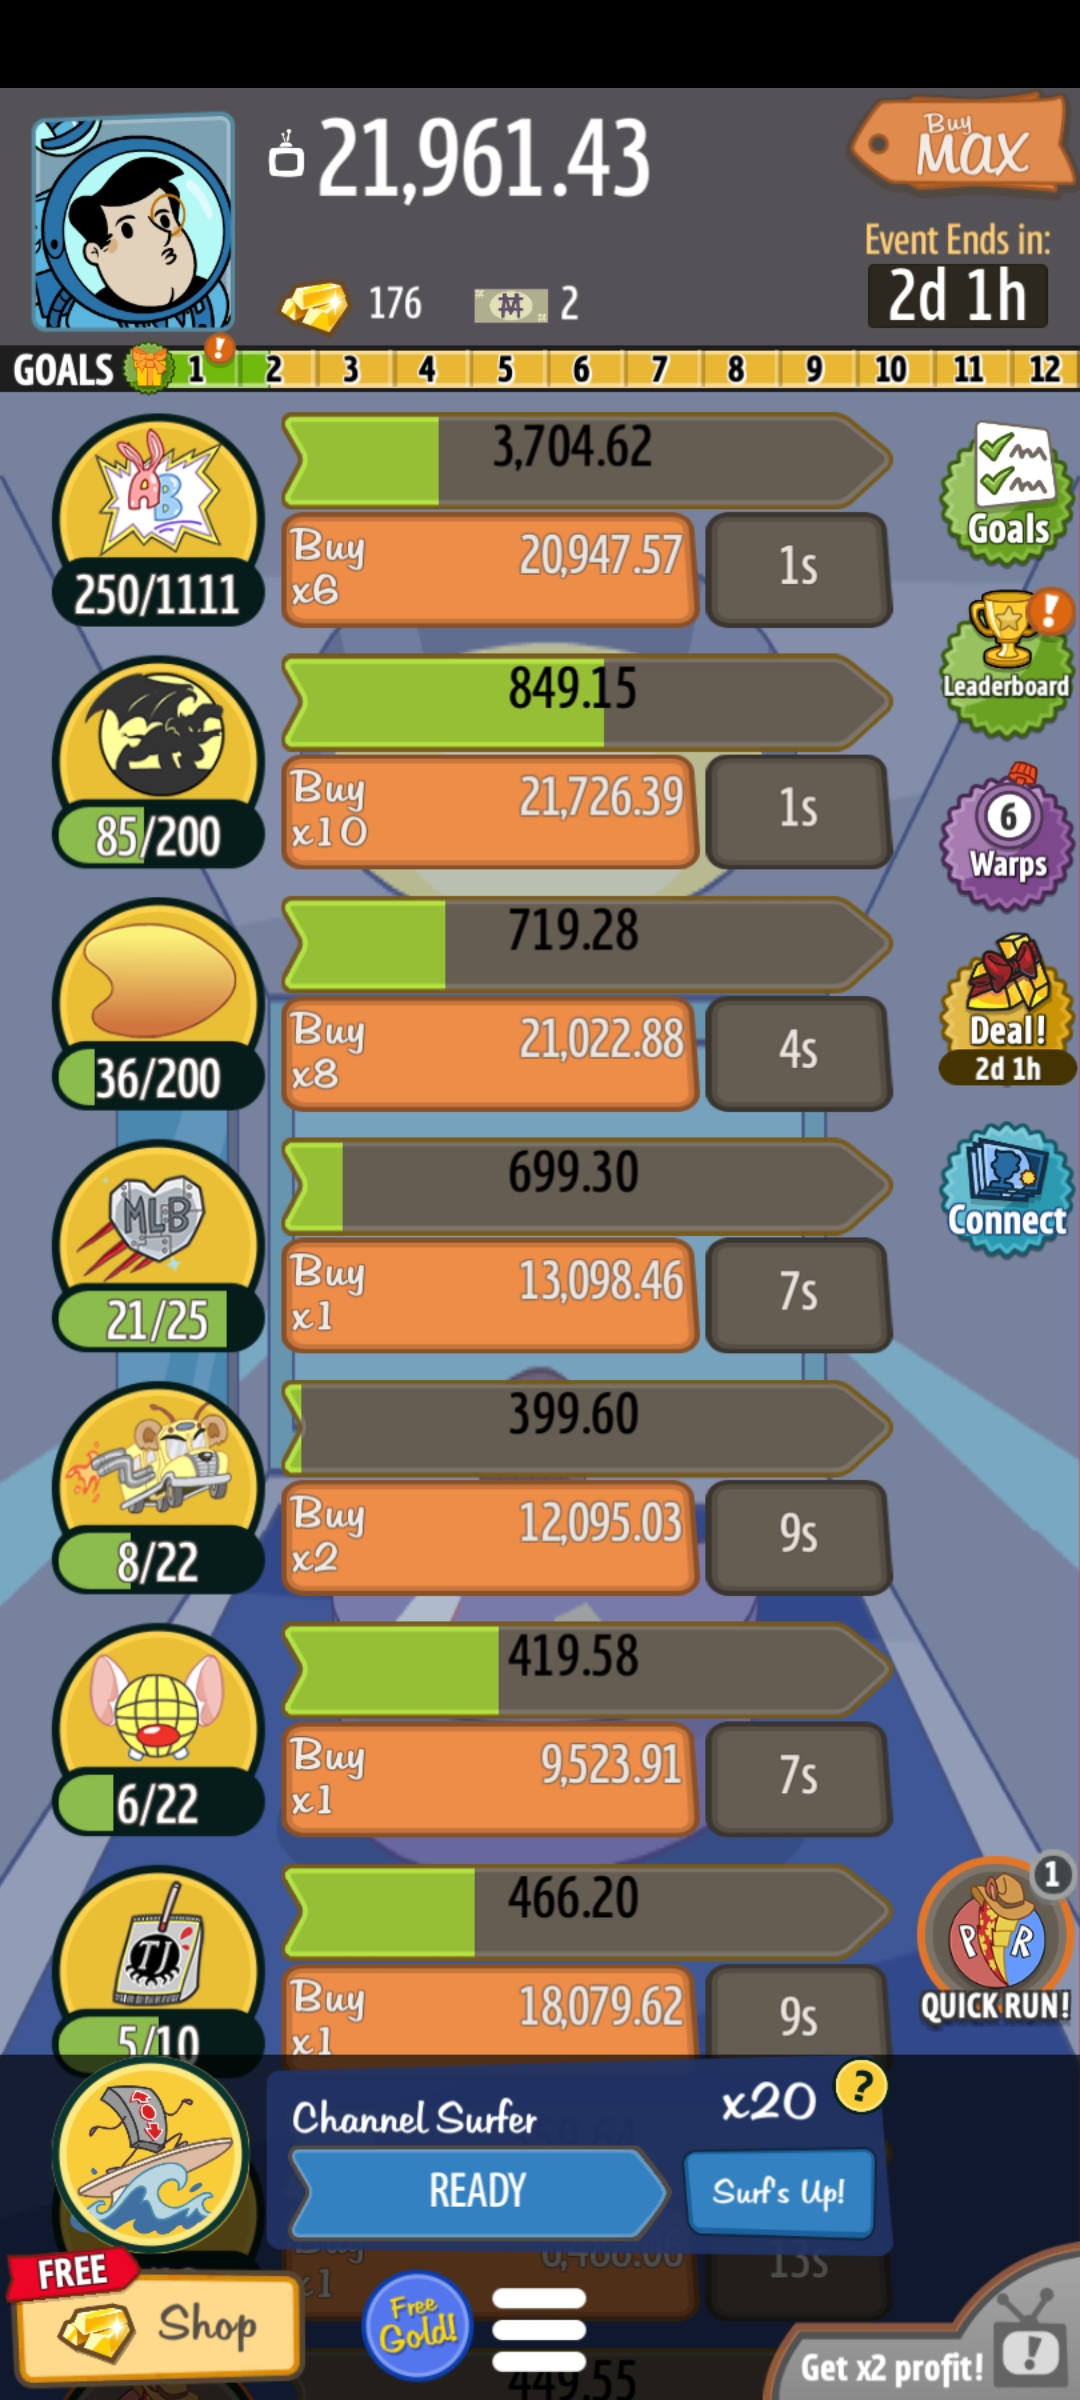 21,961.43
Buy
MAX
Event Ends in:
2d 1h
176
2
GOALS 1 ! 2 3 4 5 6 7 8 9 10 11 12
AB
3,704.62
Buy
x6
20,947.57
1s
250/1111
Goals
849.15
Buy
x10
21,726.39
1s
85/200
!
Leaderboard
719.28
Buy
x8
21,022.88
4s
36/200
6
Warps
Deal!
2d 1h
MLB
699.30
Buy
x1
13,098.46
7s
21/25
Connect
399.60
Buy
x2
12,095.03
9s
8/22
419.58
Buy
x1
9,523.91
7s
6/22
TJ
466.20
Buy
x1
18,079.62
9s
5/10
1
P R
QUICK RUN!
Channel Surfer
x20
?
READY
Surf's Up!
Buy
x1
13s
FREE
Shop
Free
Gold!
449.55
Get x2 profit!
!